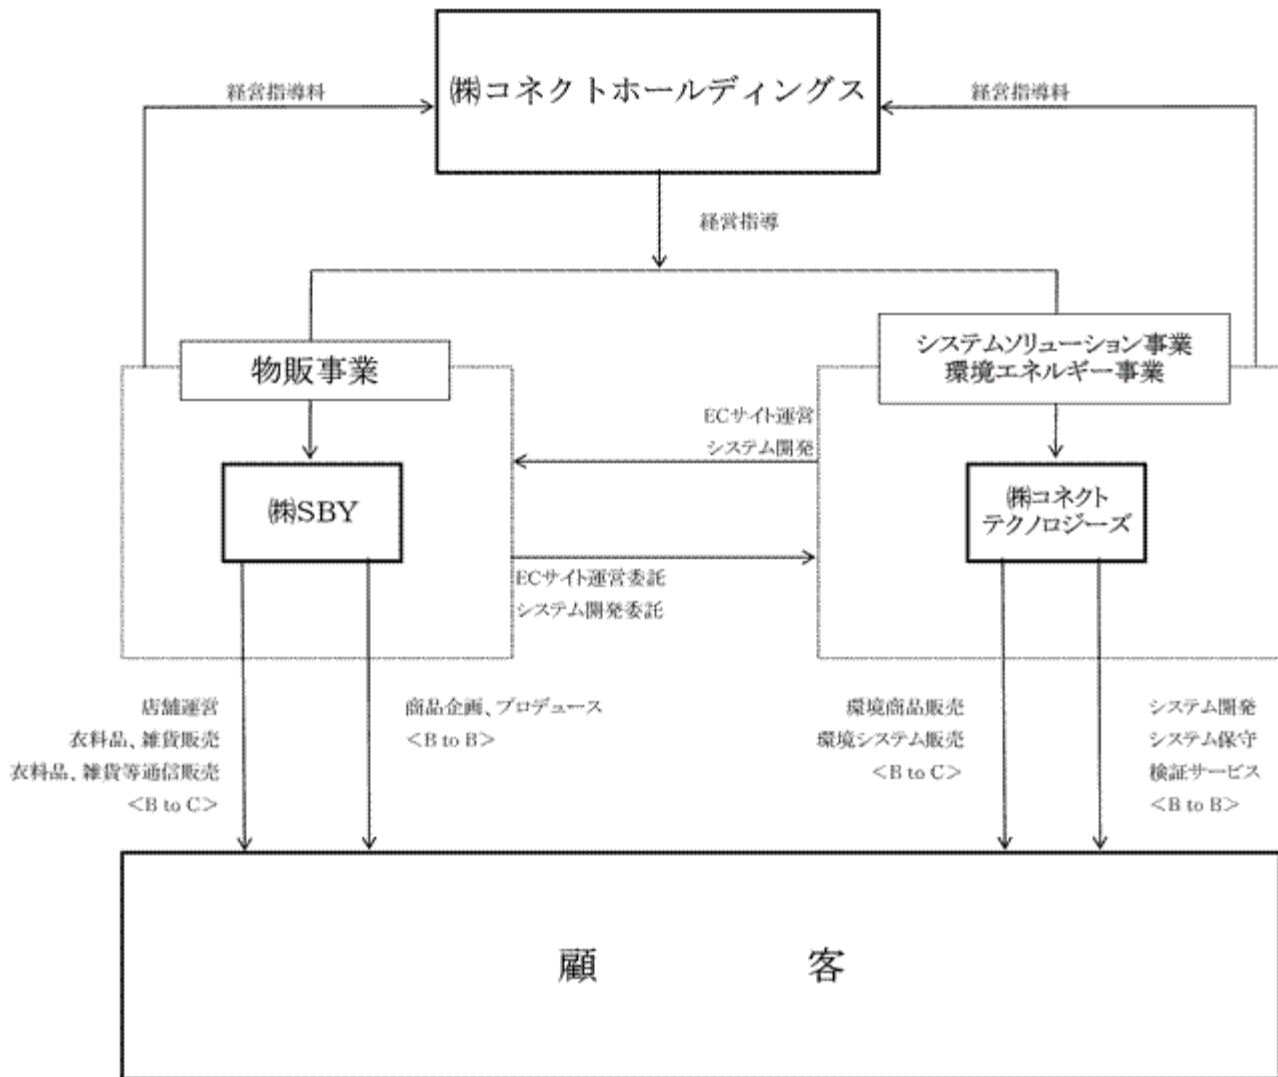 ㈱コネクトホールディングス
経営指導料
経営指導料
経営指導
物販事業
システムソリューション事業
環境エネルギー事業
ECサイト運営
システム開発
㈱SBY
㈱コネクト
テクノロジーズ
ECサイト運営委託
システム開発委託
店舗運営
衣料品、雑貨販売
衣料品、雑貨等通信販売
＜B to C＞
商品企画、プロデュース
＜B to B＞
環境商品販売
環境システム販売
＜B to C＞
システム開発
システム保守
検証サービス
＜B to B＞
顧　客